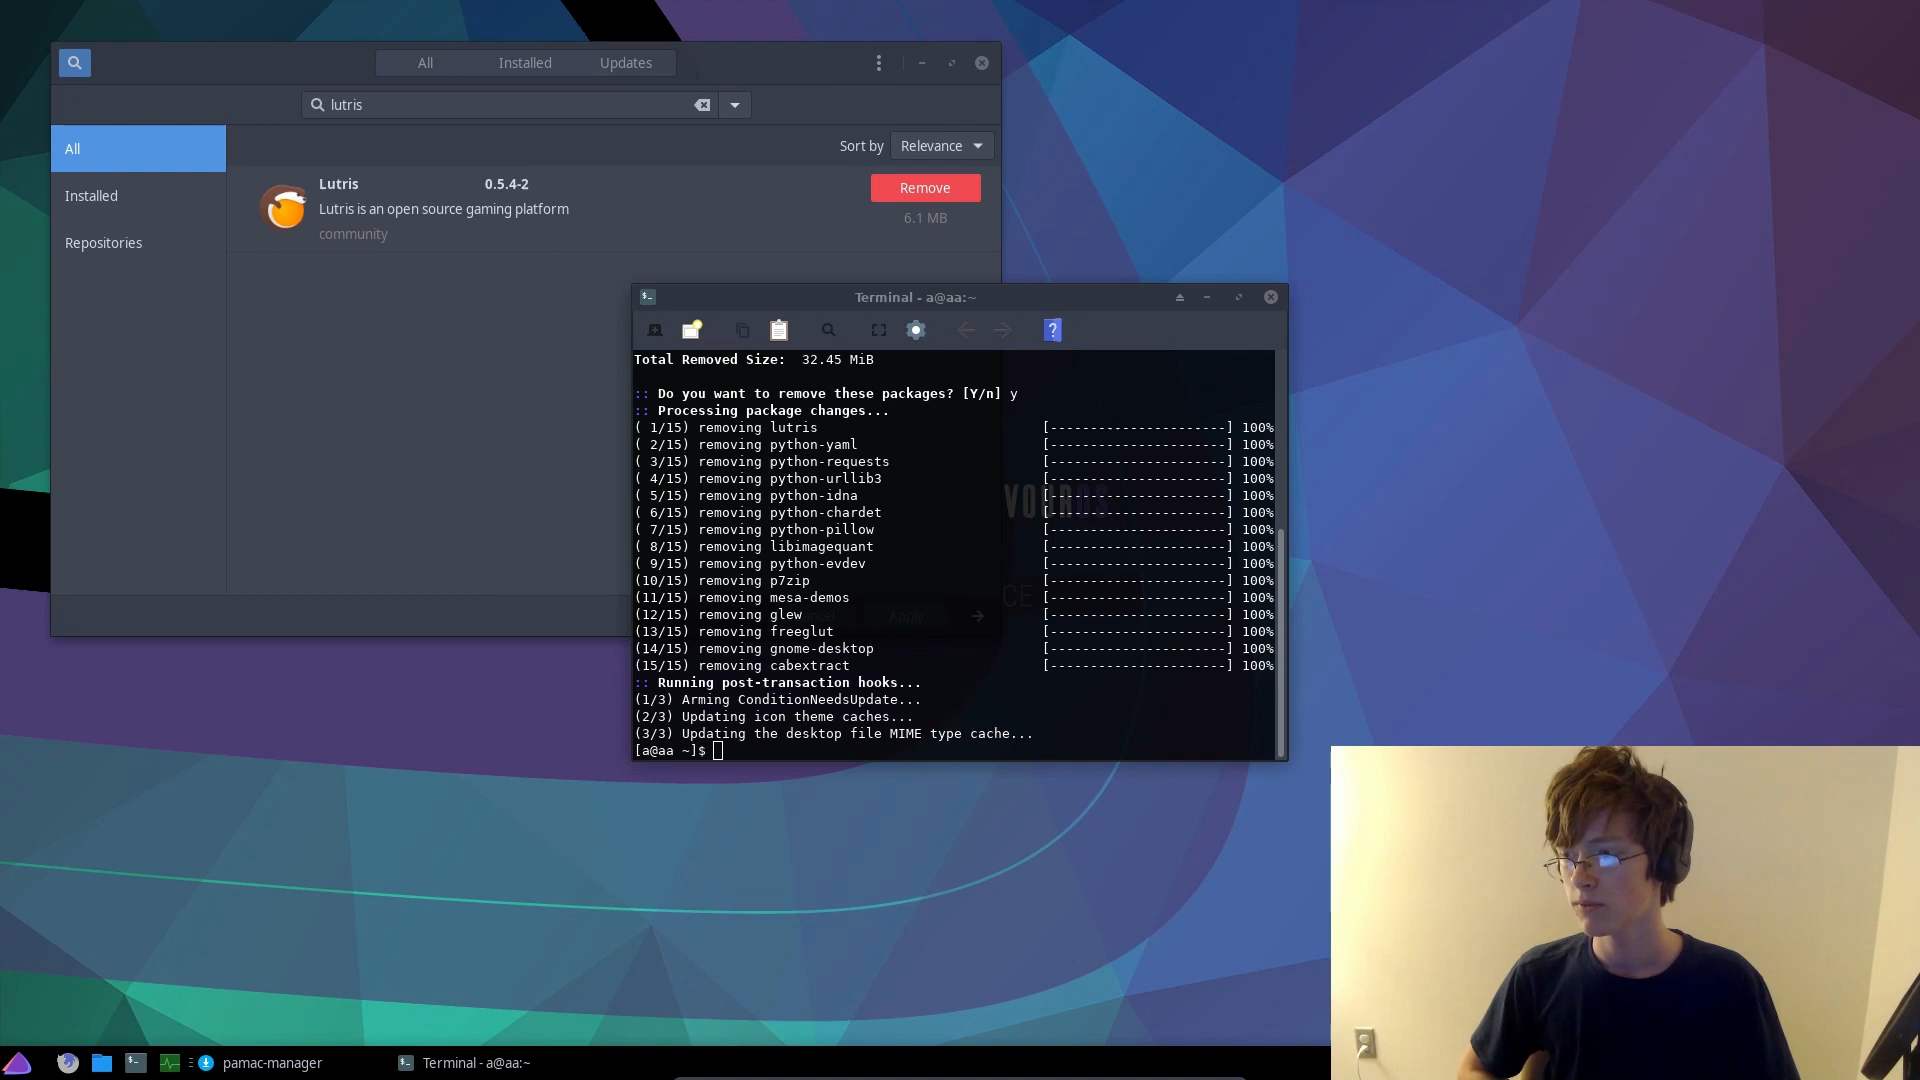 All Installed Updates
lutris
All
Sort by Relevance
Lutris 0.5.4-2
Remove
Installed
Lutris is an open source gaming platform
6.1 MB
community
Repositories
Terminal - a@aa:~
Total Removed Size:  32.45 MiB
:: Do you want to remove these packages? [Y/n] y
:: Processing package changes...
( 1/15) removing lutris [----------------------] 100%
( 2/15) removing python-yaml [----------------------] 100%
( 3/15) removing python-requests [----------------------] 100%
( 4/15) removing python-urllib3 [----------------------] 100%
( 5/15) removing python-idna [----------------------] 100%
( 6/15) removing python-chardet [----------------------] 100%
( 7/15) removing python-pillow [----------------------] 100%
( 8/15) removing libimagequant [----------------------] 100%
( 9/15) removing python-evdev [----------------------] 100%
(10/15) removing p7zip [----------------------] 100%
(11/15) removing mesa-demos [----------------------] 100%
(12/15) removing glew [----------------------] 100%
(13/15) removing freeglut [----------------------] 100%
(14/15) removing gnome-desktop [----------------------] 100%
(15/15) removing cabextract [----------------------] 100%
:: Running post-transaction hooks...
(1/3) Arming ConditionNeedsUpdate...
(2/3) Updating icon theme caches...
(3/3) Updating the desktop file MIME type cache...
[a@aa ~]$
Apply
pamac-manager
Terminal - a@aa:~